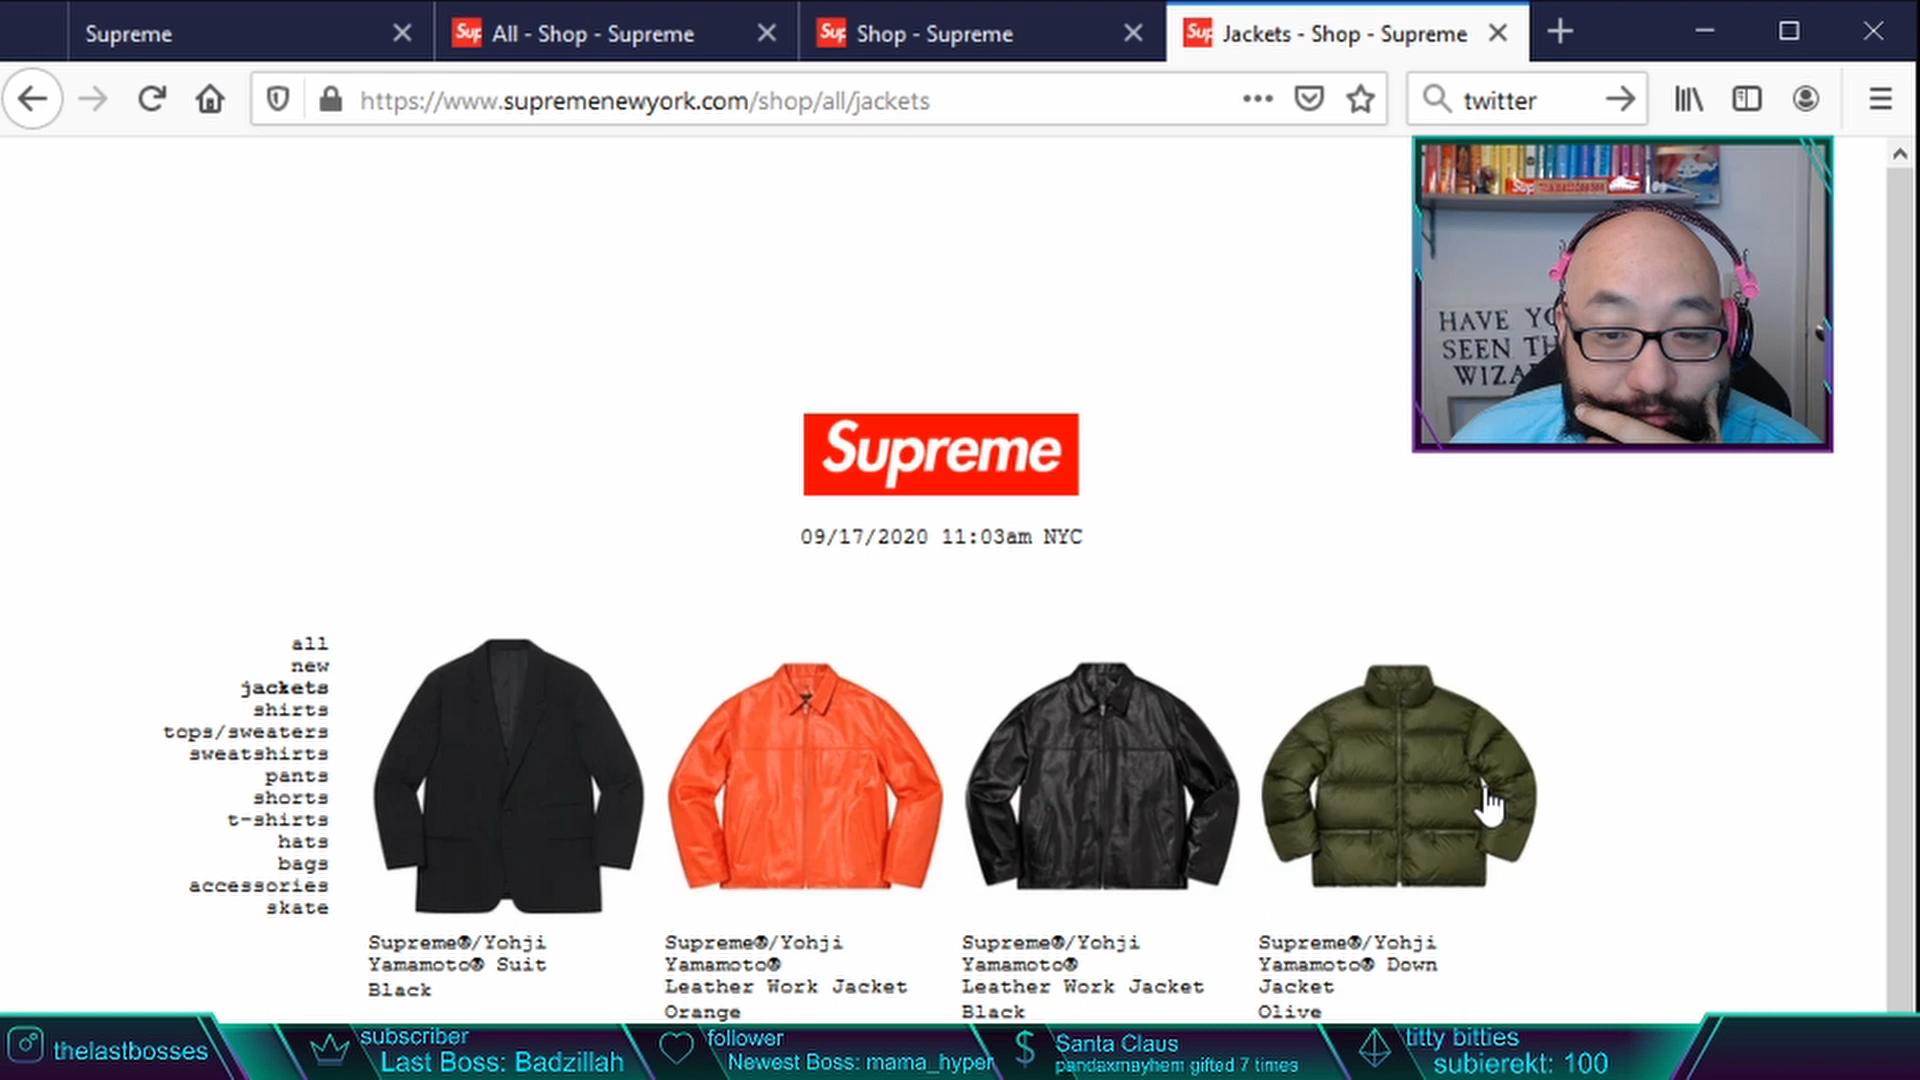 Supreme
All - Shop - Supreme
Shop - Supreme
Jackets - Shop - Supreme
https://www.supremenewyork.com/shop/all/jackets
twitter
Sup
HAVE YO
SEEN TH
WIZA
Supreme
09/17/2020 11:03am NYC
all
new
jackets
shirts
tops/sweaters
sweatshirts
pants
shorts
t-shirts
hats
bags
accessories
skate
Supreme®/Yohji
Yamamoto® Suit
Black
Supreme®/Yohji
Yamamoto®
Leather Work Jacket
Orange
Supreme®/Yohji
Yamamoto®
Leather Work Jacket
Black
Supreme®/Yohji
Yamamoto® Down
Jacket
Olive
thelastbosses
subscriber
Last Boss: Badzillah
follower
Newest Boss: mama_hyper
Santa Claus
pandaxmayhem gifted 7 times
titty bitties
subierekt: 100